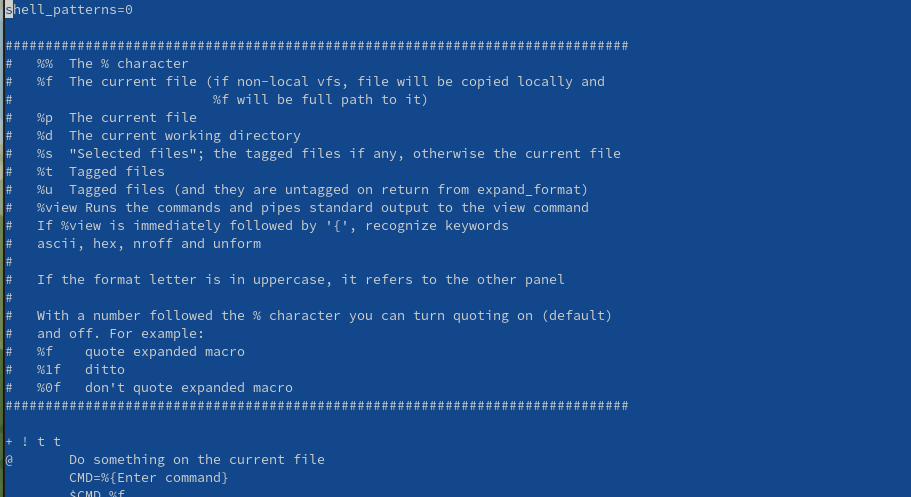 shell_patterns=0
##############################################################################
#   %%  The % character
#   %f  The current file (if non-local vfs, file will be copied locally and
#                         %f will be full path to it)
#   %p  The current file
#   %d  The current working directory
#   %s  "Selected files"; the tagged files if any, otherwise the current file
#   %t  Tagged files
#   %u  Tagged files (and they are untagged on return from expand_format)
#   %view Runs the commands and pipes standard output to the view command
#   If %view is immediately followed by '{', recognize keywords
#   ascii, hex, nroff and unform
#
#   If the format letter is in uppercase, it refers to the other panel
#
#   With a number followed the % character you can turn quoting on (default)
#   and off. For example:
#   %f    quote expanded macro
#   %1f   ditto
#   %0f   don't quote expanded macro
##############################################################################
+ ! t t
@       Do something on the current file
        CMD=%{Enter command}
        $CMD %f